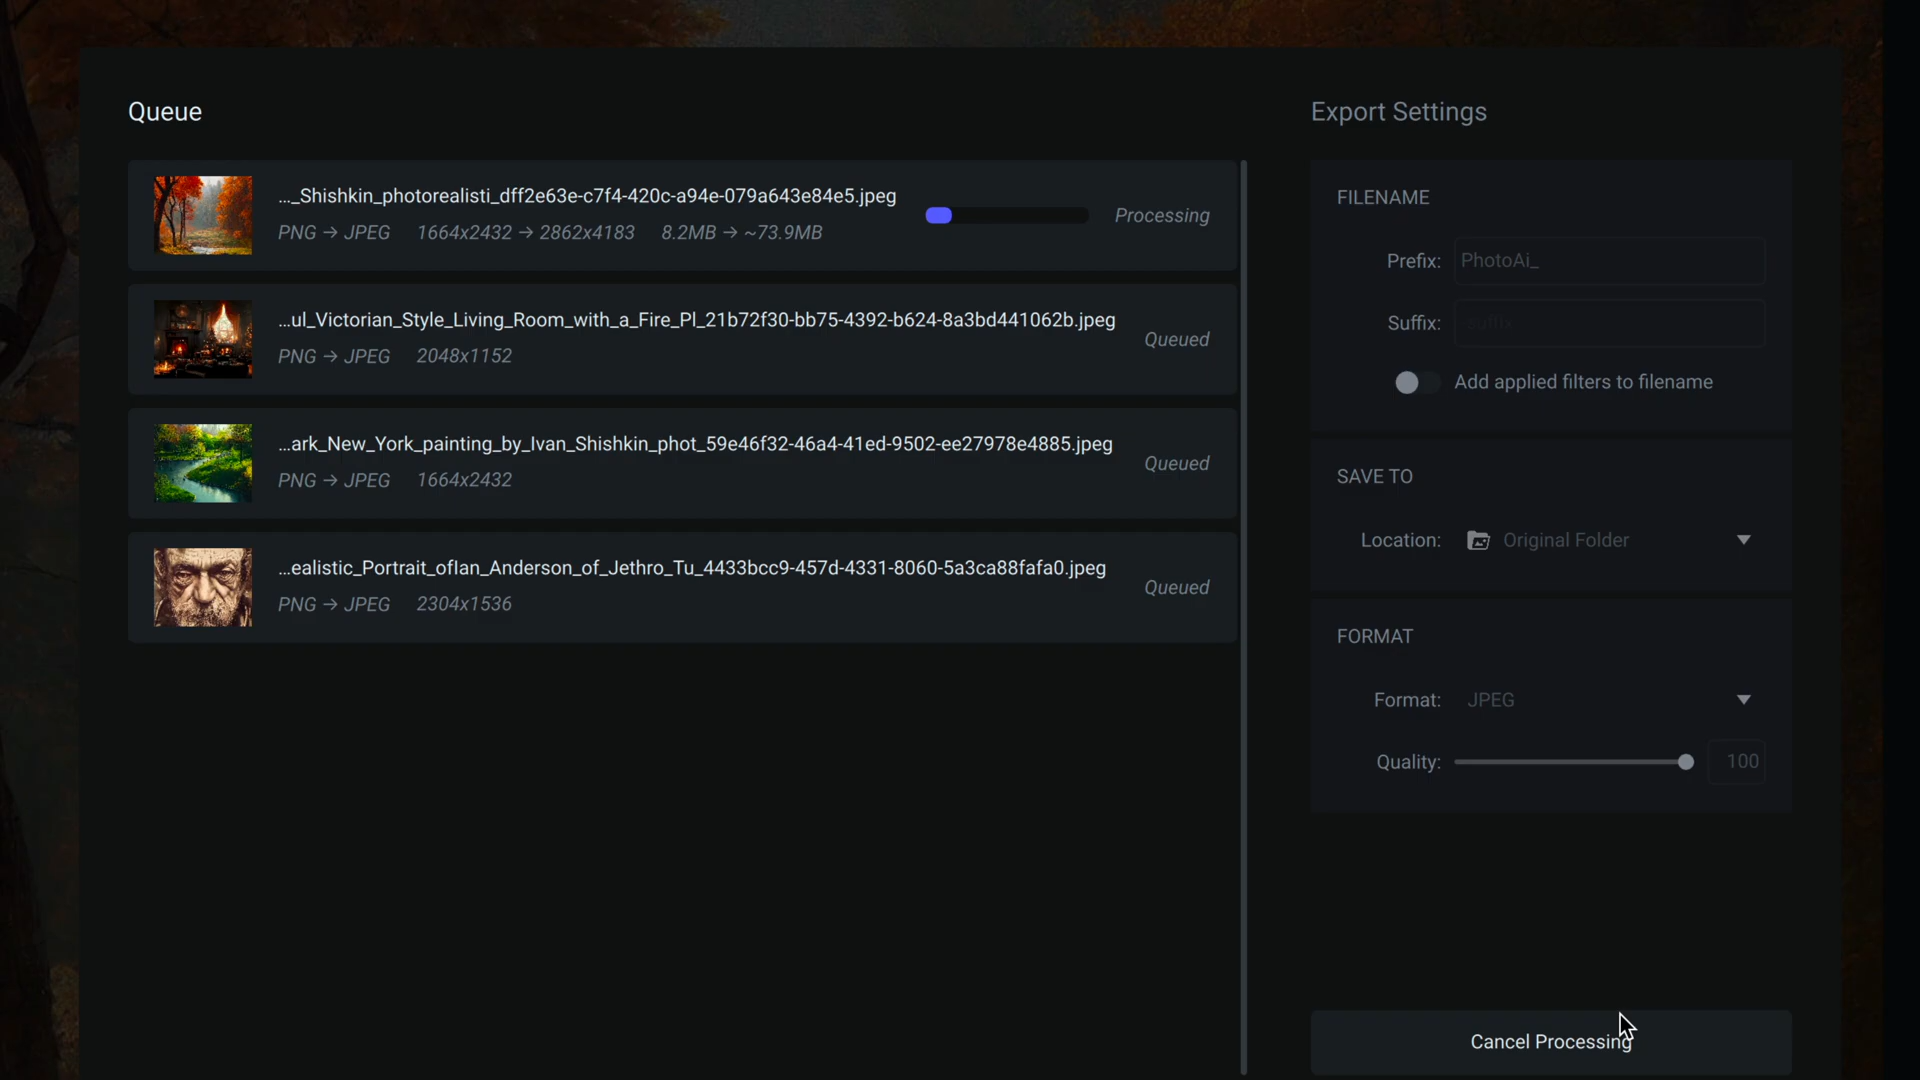 Queue
..._Shishkin_photorealisti_dff2e63e-c7f4-420c-a94e-079a643e84e5.jpeg
PNG → JPEG 1664x2432 → 2862x4183 8.2MB → ~73.9MB
Processing
...ul_Victorian_Style_Living_Room_with_a_Fire_Pl_21b72f30-bb75-4392-b624-8a3bd441062b.jpeg
PNG → JPEG 2048x1152
Queued
...ark_New_York_painting_by_Ivan_Shishkin_phot_59e46f32-46a4-41ed-9502-ee27978e4885.jpeg
PNG → JPEG 1664x2432
Queued
...ealistic_Portrait_ofIan_Anderson_of_Jethro_Tu_4433bcc9-457d-4331-8060-5a3ca88fafa0.jpeg
PNG → JPEG 2304x1536
Queued
Export Settings
FILENAME
Prefix: PhotoAi_
Suffix: Suffix
Add applied filters to filename
SAVE TO
Location: Original Folder
FORMAT
Format: JPEG
Quality: 100
Cancel Processing